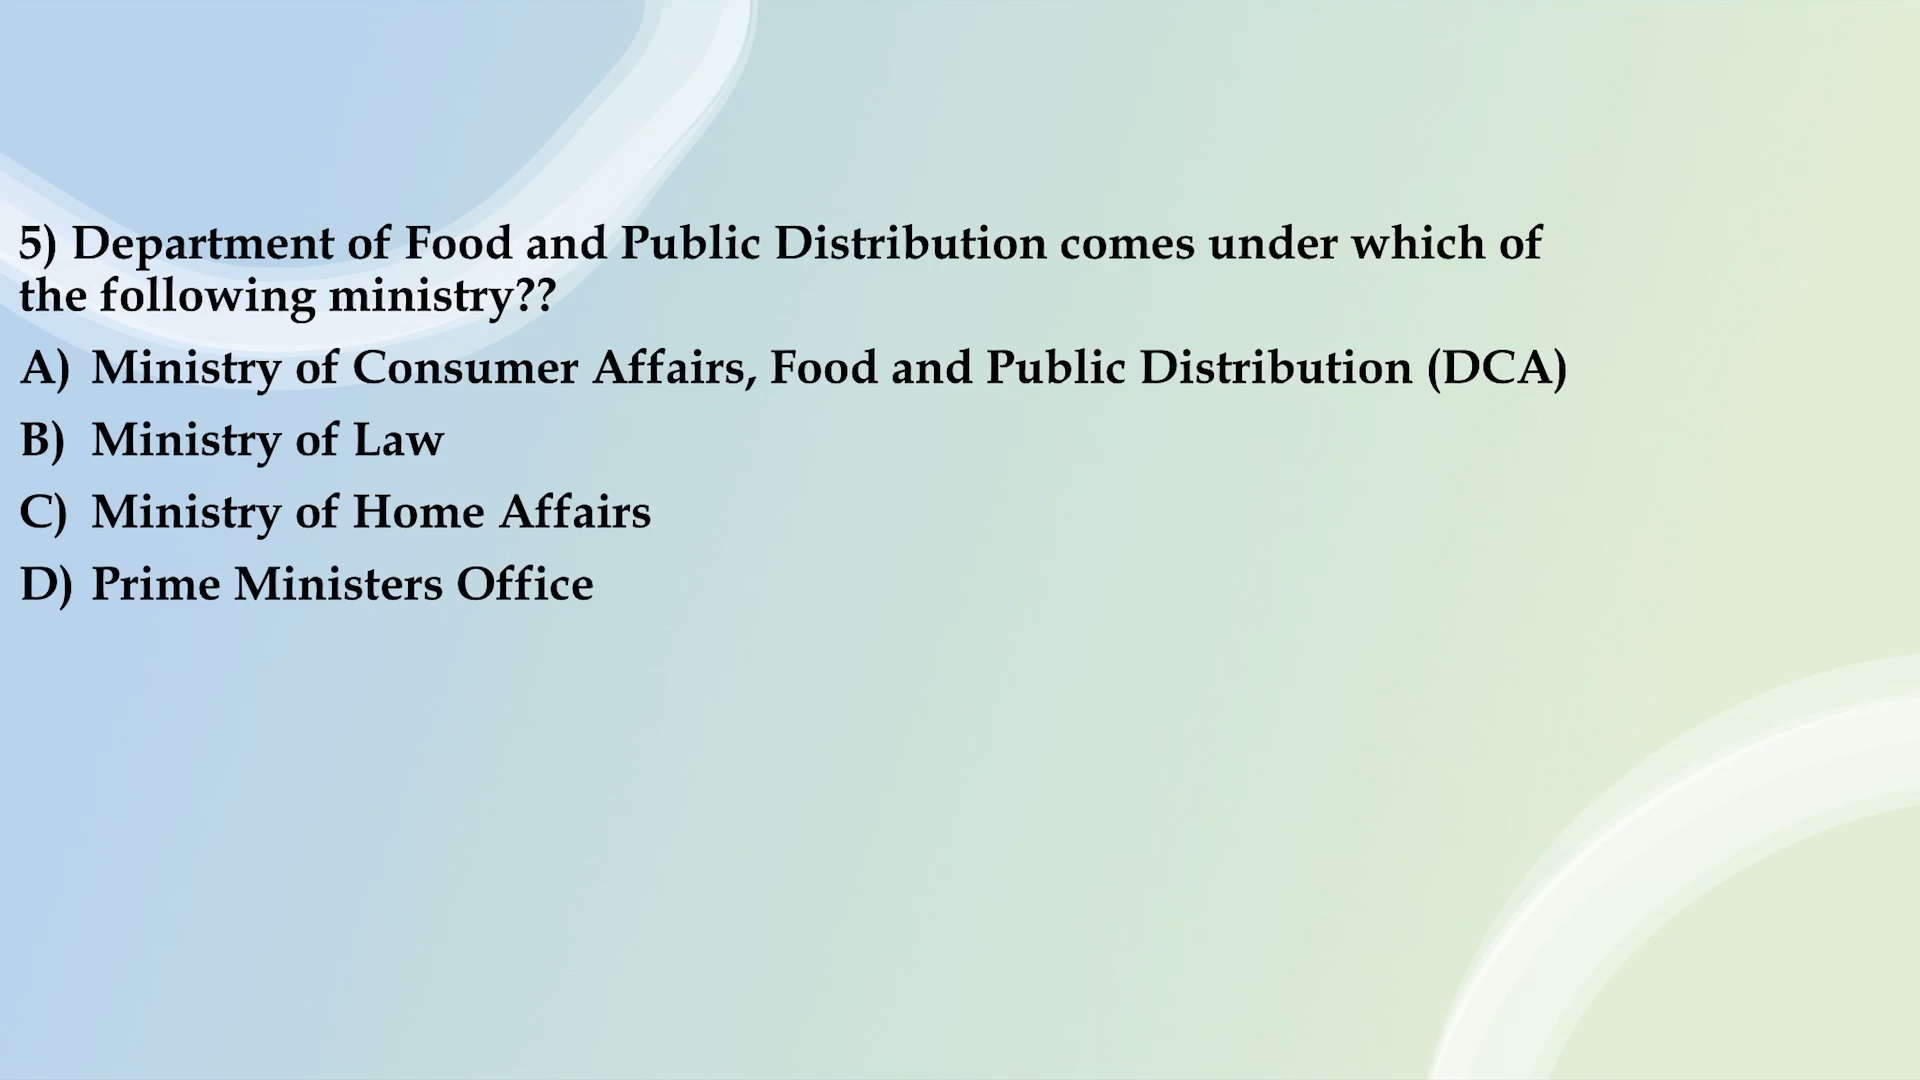 5) Department of Food and Public Distribution comes under which of
the following ministry??
A) Ministry of Consumer Affairs, Food and Public Distribution (DCA)
B) Ministry of Law
C) Ministry of Home Affairs
D) Prime Ministers Office